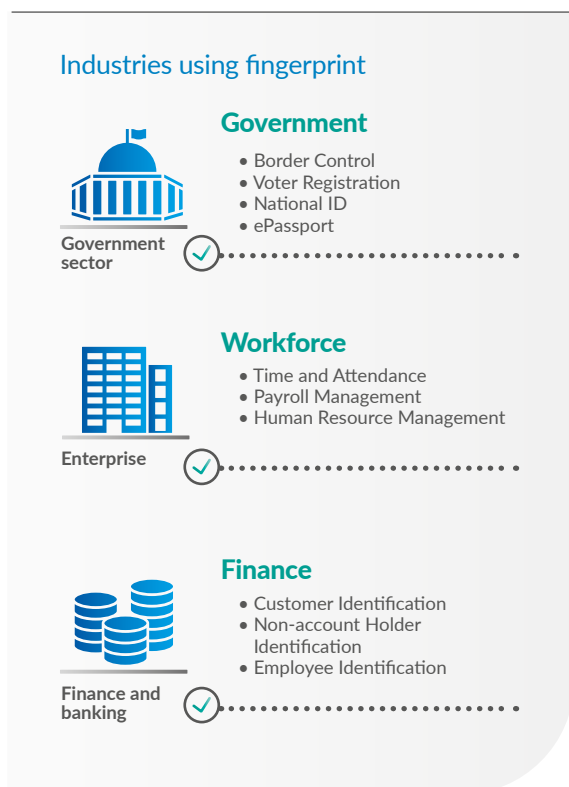 Industries using fingerprint
Government
• Border Control
• Voter Registration
• National ID
• ePassport
Government
sector
Workforce
• Time and Attendance
• Payroll Management
• Human Resource Management
Enterprise
Finance
• Customer Identification
• Non-account Holder
Identification
• Employee Identification
Finance and
banking